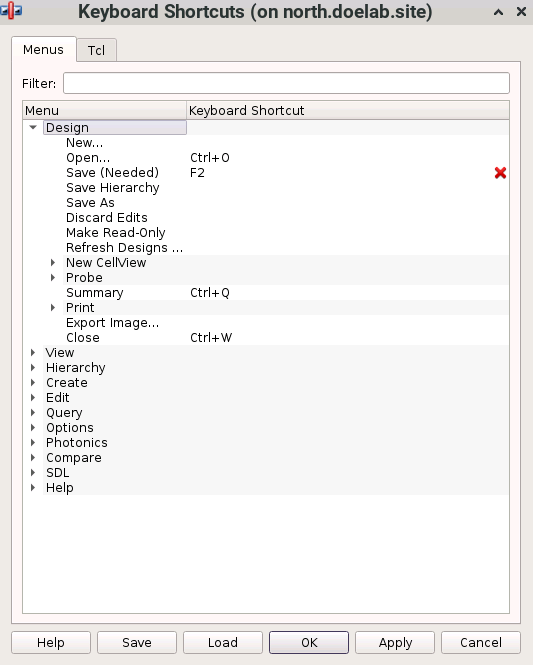 Keyboard Shortcuts (on north.doelab.site)
Menus Tcl
Filter:
Menu Keyboard Shortcut
Design
New...
Open... Ctrl+O
Save (Needed) F2
Save Hierarchy
Save As
Discard Edits
Make Read-Only
Refresh Designs ...
New CellView
Probe
Summary Ctrl+Q
Print
Export Image...
Close Ctrl+W
View
Hierarchy
Create
Edit
Query
Options
Photonics
Compare
SDL
Help
Help Save Load OK Apply Cancel